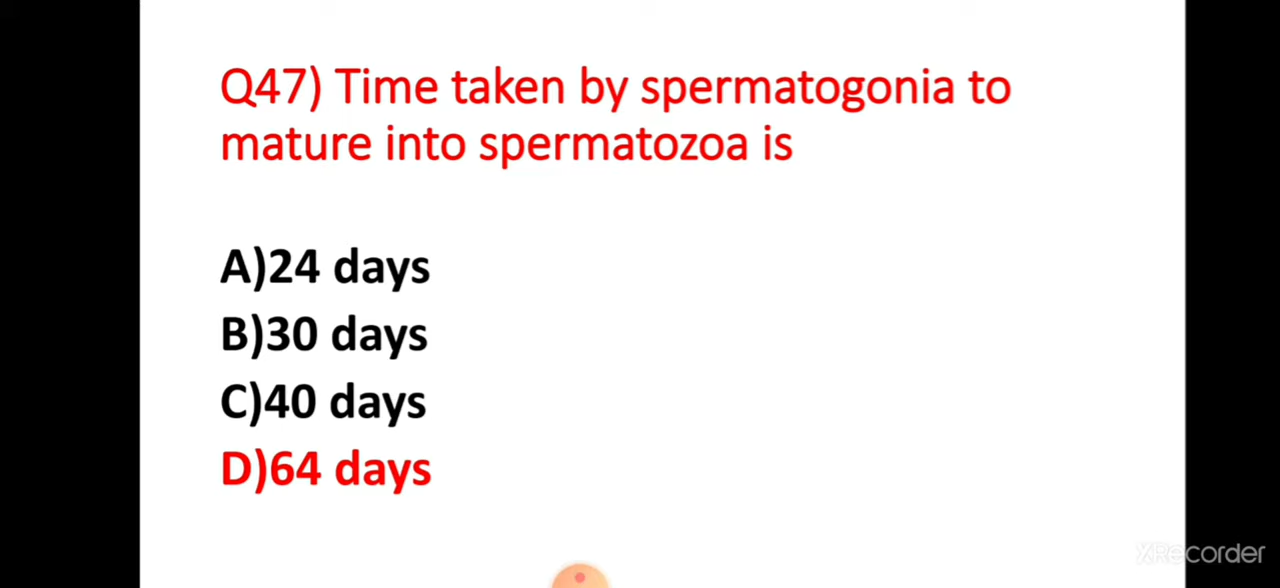 Q47) Time taken by spermatogonia to
mature into spermatozoa is
A)24 days
B)30 days
C)40 days
D)64 days
XRecorder